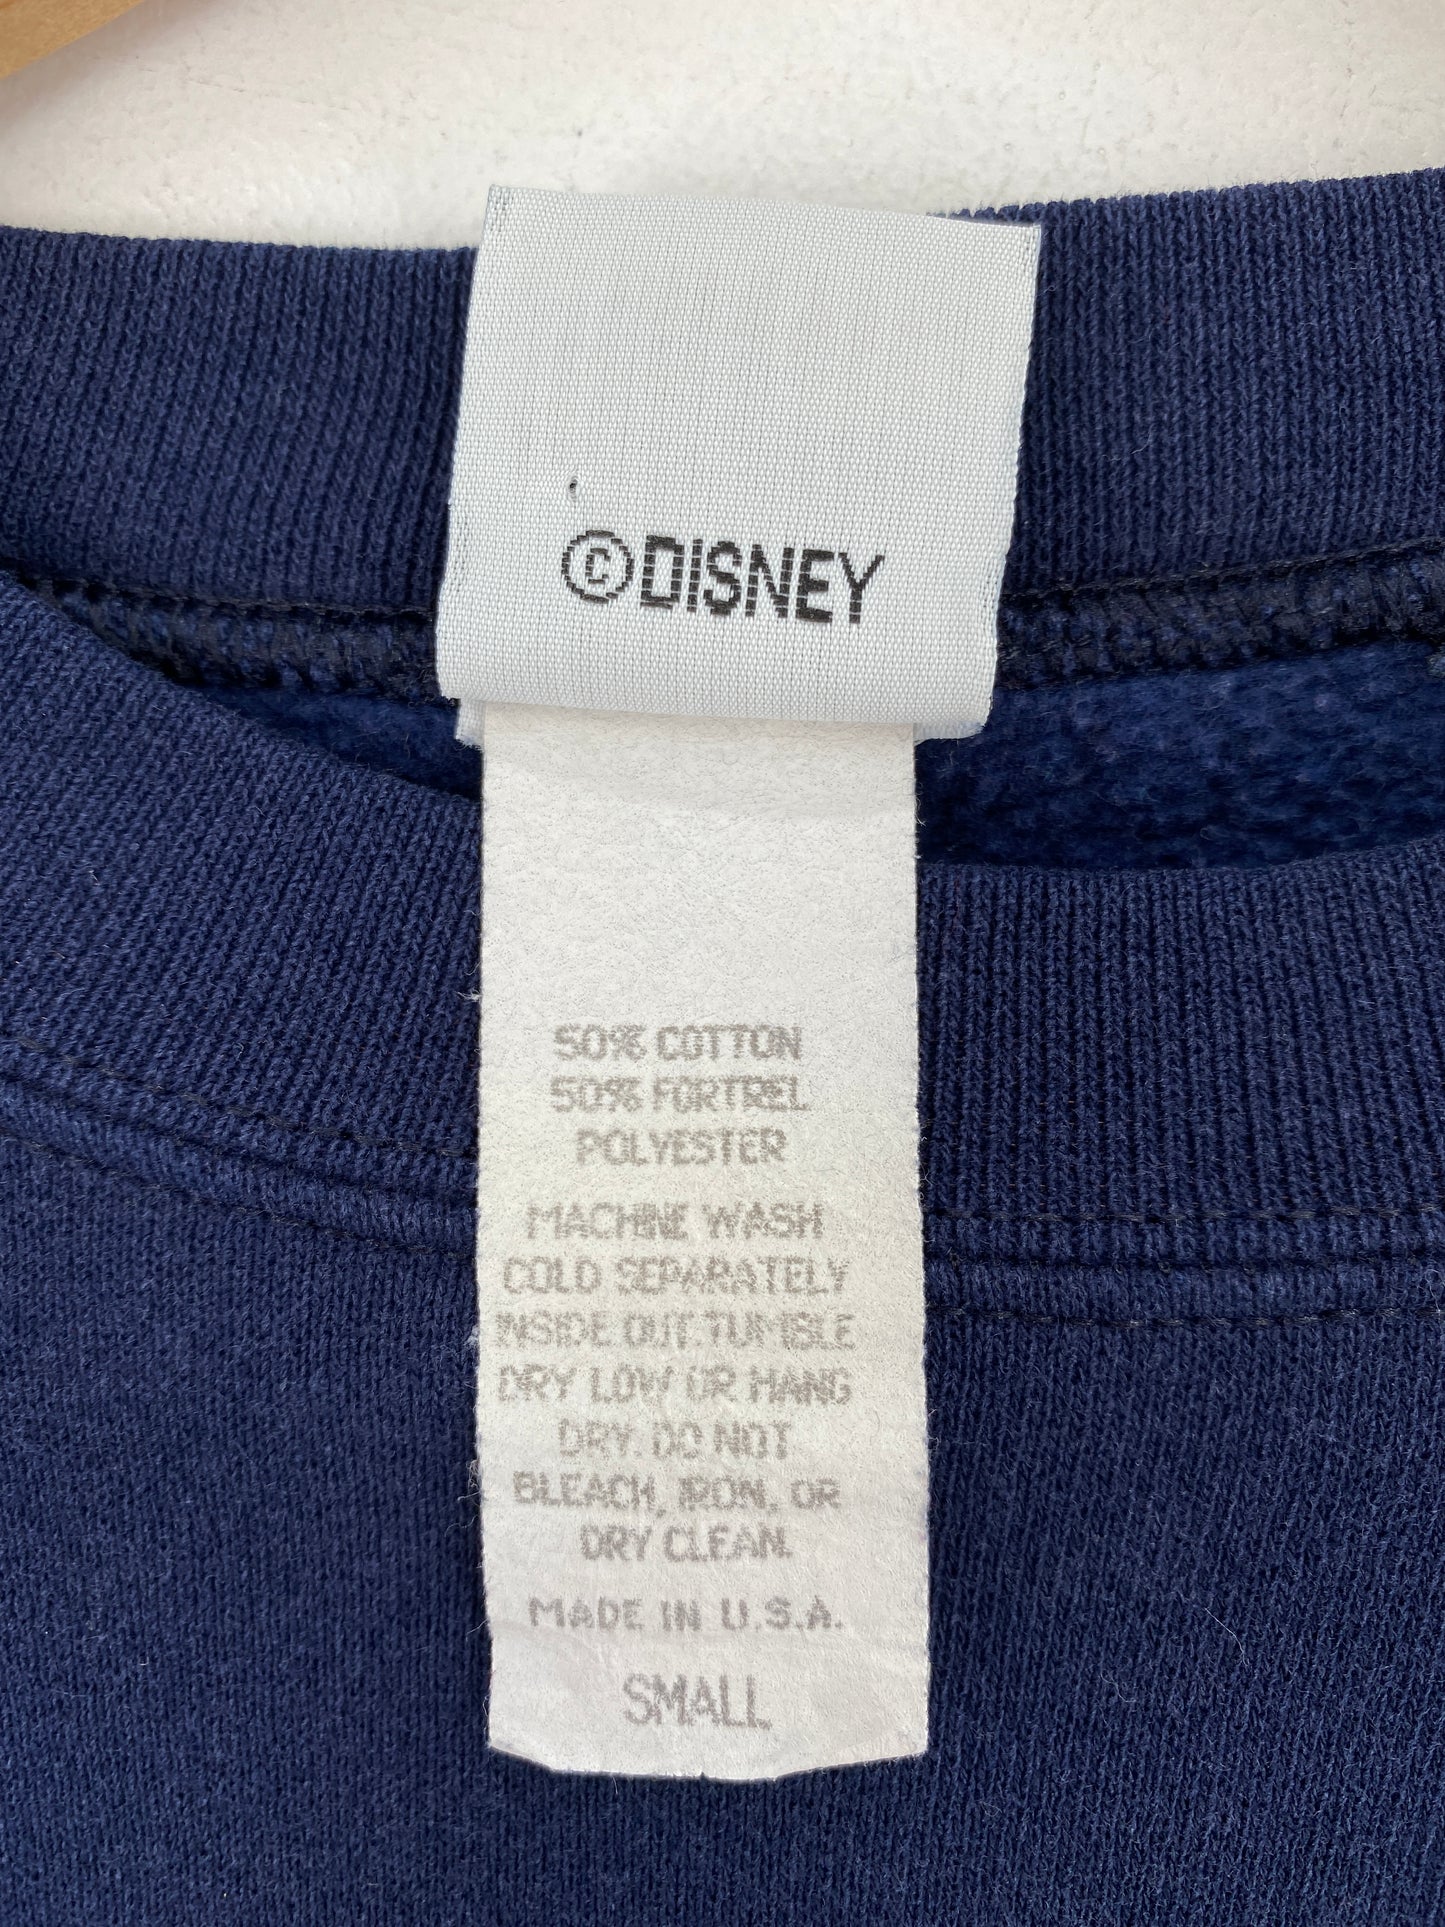 ©DISNEY
50% COTTON
50% FORTREL
POLYESTER
MACHINE WASH
COLD SEPARATELY
INSIDE OUT. TUMBLE
DRY LOW OR HANG
DRY. DO NOT
BLEACH, IRON, OR
DRY CLEAN.
MADE IN U.S.A.
SMALL